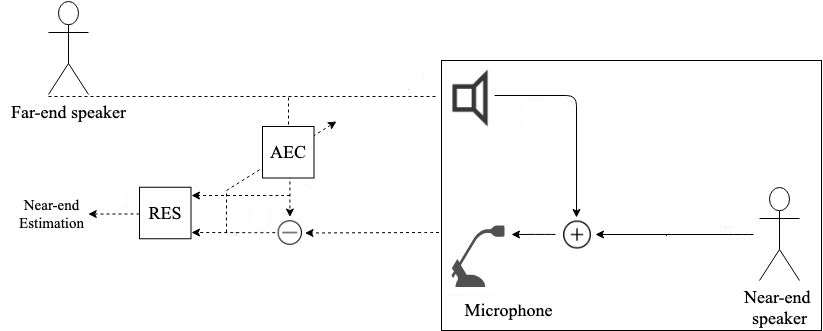 Far-end speaker
AEC
RES
Near-end
Estimation
Microphone
Near-end
speaker